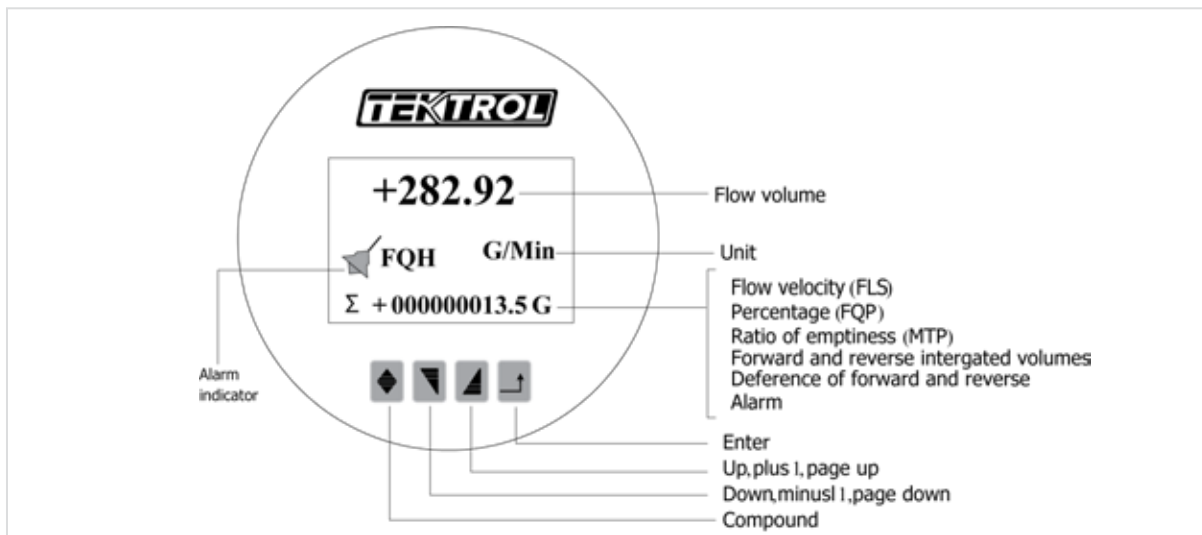 TEKTROL
+282.92
Flow volume
FQH G/Min
Unit
Σ +000000013.5 G
Flow velocity (FLS)
Percentage (FQP)
Ratio of emptiness (MTP)
Forward and reverse intergated volumes
Deference of forward and reverse
Alarm
Alarm
indicator
Enter
Up,plus 1,page up
Down,minusl 1,page down
Compound